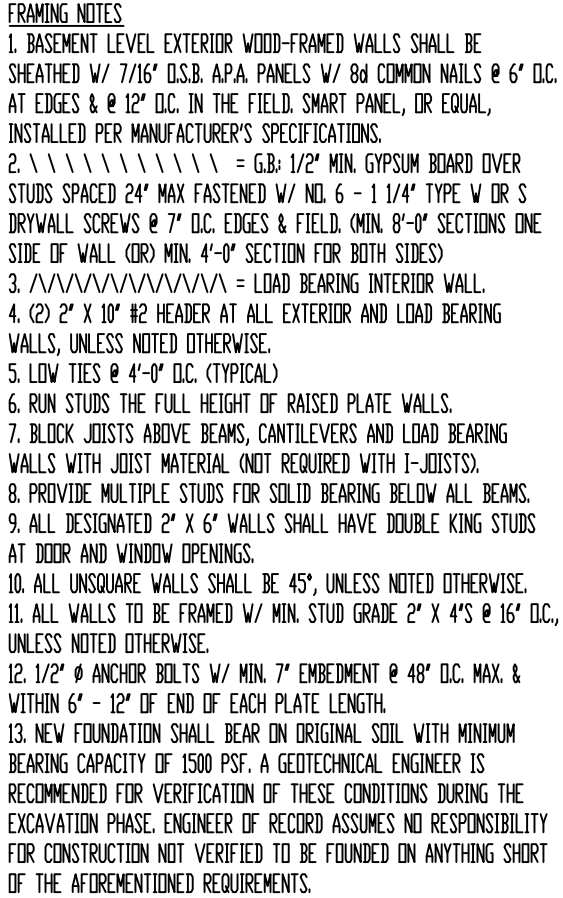 FRAMING NOTES
1. BASEMENT LEVEL EXTERIOR WOOD-FRAMED WALLS SHALL BE
SHEATHED W/ 7/16" O.S.B. A.P.A. PANELS W/ 8d COMMON NAILS @ 6" O.C.
AT EDGES & @ 12" O.C. IN THE FIELD. SMART PANEL, OR EQUAL,
INSTALLED PER MANUFACTURER'S SPECIFICATIONS.
2. \ \ \ \ \ \ \ \ \ \ \ = G.B.: 1/2" MIN. GYPSUM BOARD OVER
STUDS SPACED 24" MAX FASTENED W/ NO. 6 - 1 1/4" TYPE W OR S
DRYWALL SCREWS @ 7" O.C. EDGES & FIELD. (MIN. 8'-0" SECTIONS ONE
SIDE OF WALL (OR) MIN. 4'-0" SECTION FOR BOTH SIDES)
3. /\/\/\/\/\/\/\/\/\/\/\ = LOAD BEARING INTERIOR WALL.
4. (2) 2" X 10" #2 HEADER AT ALL EXTERIOR AND LOAD BEARING
WALLS, UNLESS NOTED OTHERWISE.
5. LOW TIES @ 4'-0" O.C. (TYPICAL)
6. RUN STUDS THE FULL HEIGHT OF RAISED PLATE WALLS.
7. BLOCK JOISTS ABOVE BEAMS, CANTILEVERS AND LOAD BEARING
WALLS WITH JOIST MATERIAL (NOT REQUIRED WITH I-JOISTS).
8. PROVIDE MULTIPLE STUDS FOR SOLID BEARING BELOW ALL BEAMS.
9. ALL DESIGNATED 2" X 6" WALLS SHALL HAVE DOUBLE KING STUDS
AT DOOR AND WINDOW OPENINGS.
10. ALL UNSQUARE WALLS SHALL BE 45°, UNLESS NOTED OTHERWISE.
11. ALL WALLS TO BE FRAMED W/ MIN. STUD GRADE 2" X 4"S @ 16" O.C.,
UNLESS NOTED OTHERWISE.
12. 1/2" Ø ANCHOR BOLTS W/ MIN. 7" EMBEDMENT @ 48" O.C. MAX. &
WITHIN 6" - 12" OF END OF EACH PLATE LENGTH.
13. NEW FOUNDATION SHALL BEAR ON ORIGINAL SOIL WITH MINIMUM
BEARING CAPACITY OF 1500 PSF. A GEOTECHNICAL ENGINEER IS
RECOMMENDED FOR VERIFICATION OF THESE CONDITIONS DURING THE
EXCAVATION PHASE. ENGINEER OF RECORD ASSUMES NO RESPONSIBILITY
FOR CONSTRUCTION NOT VERIFIED TO BE FOUNDED ON ANYTHING SHORT
OF THE AFOREMENTIONED REQUIREMENTS.